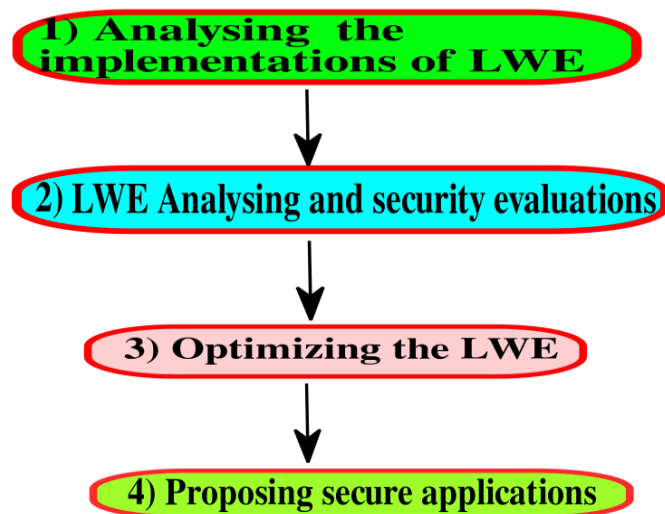 1) Analysing the
implementations of LWE
2) LWE Analysing and security evaluations
3) Optimizing the LWE
4) Proposing secure applications